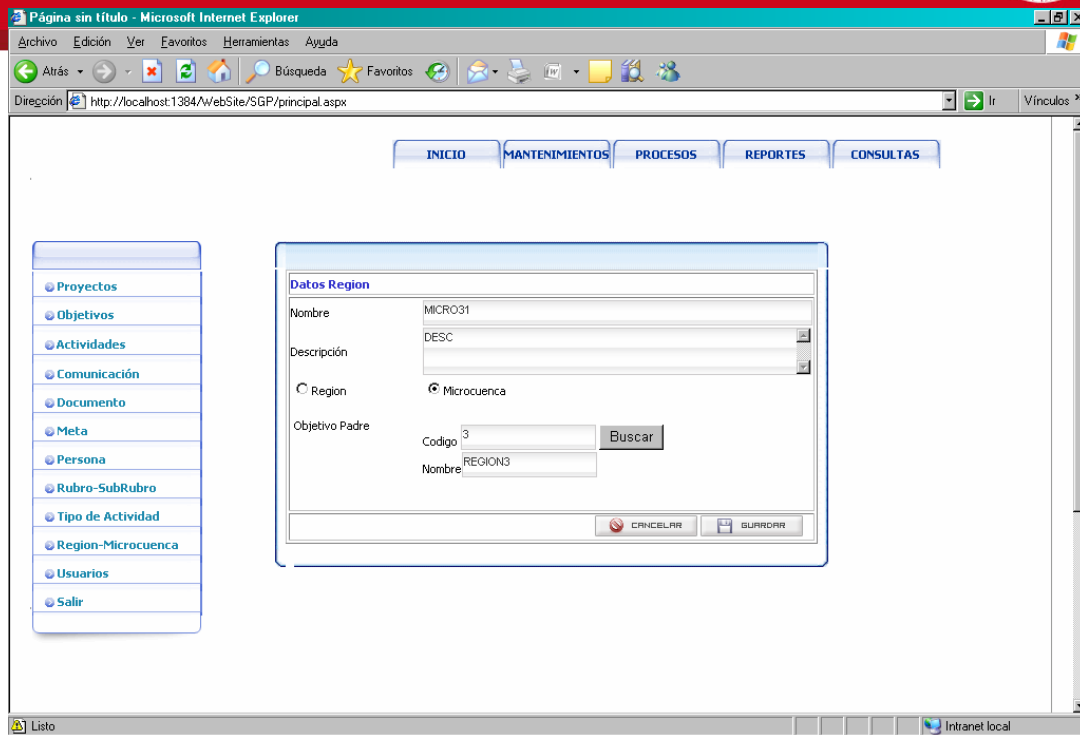 Página sin título - Microsoft Internet Explorer
Archivo Edición Ver Favoritos Herramientas Ayuda
Atrás Búsqueda Favoritos
Dirección http://localhost:1384/WebSite/SGP/principal.aspx Ir Vínculos
INICIO MANTENIMIENTOS PROCESOS REPORTES CONSULTAS
Proyectos
Objetivos
Actividades
Comunicación
Documento
Meta
Persona
Rubro-SubRubro
Tipo de Actividad
Region-Microcuenca
Usuarios
Salir
Datos Region
Nombre MICRO31
Descripción DESC
Region Microcuenca
Objetivo Padre
Codigo 3 Buscar
Nombre REGION3
CANCELAR GUARDAR
Listo Intranet local